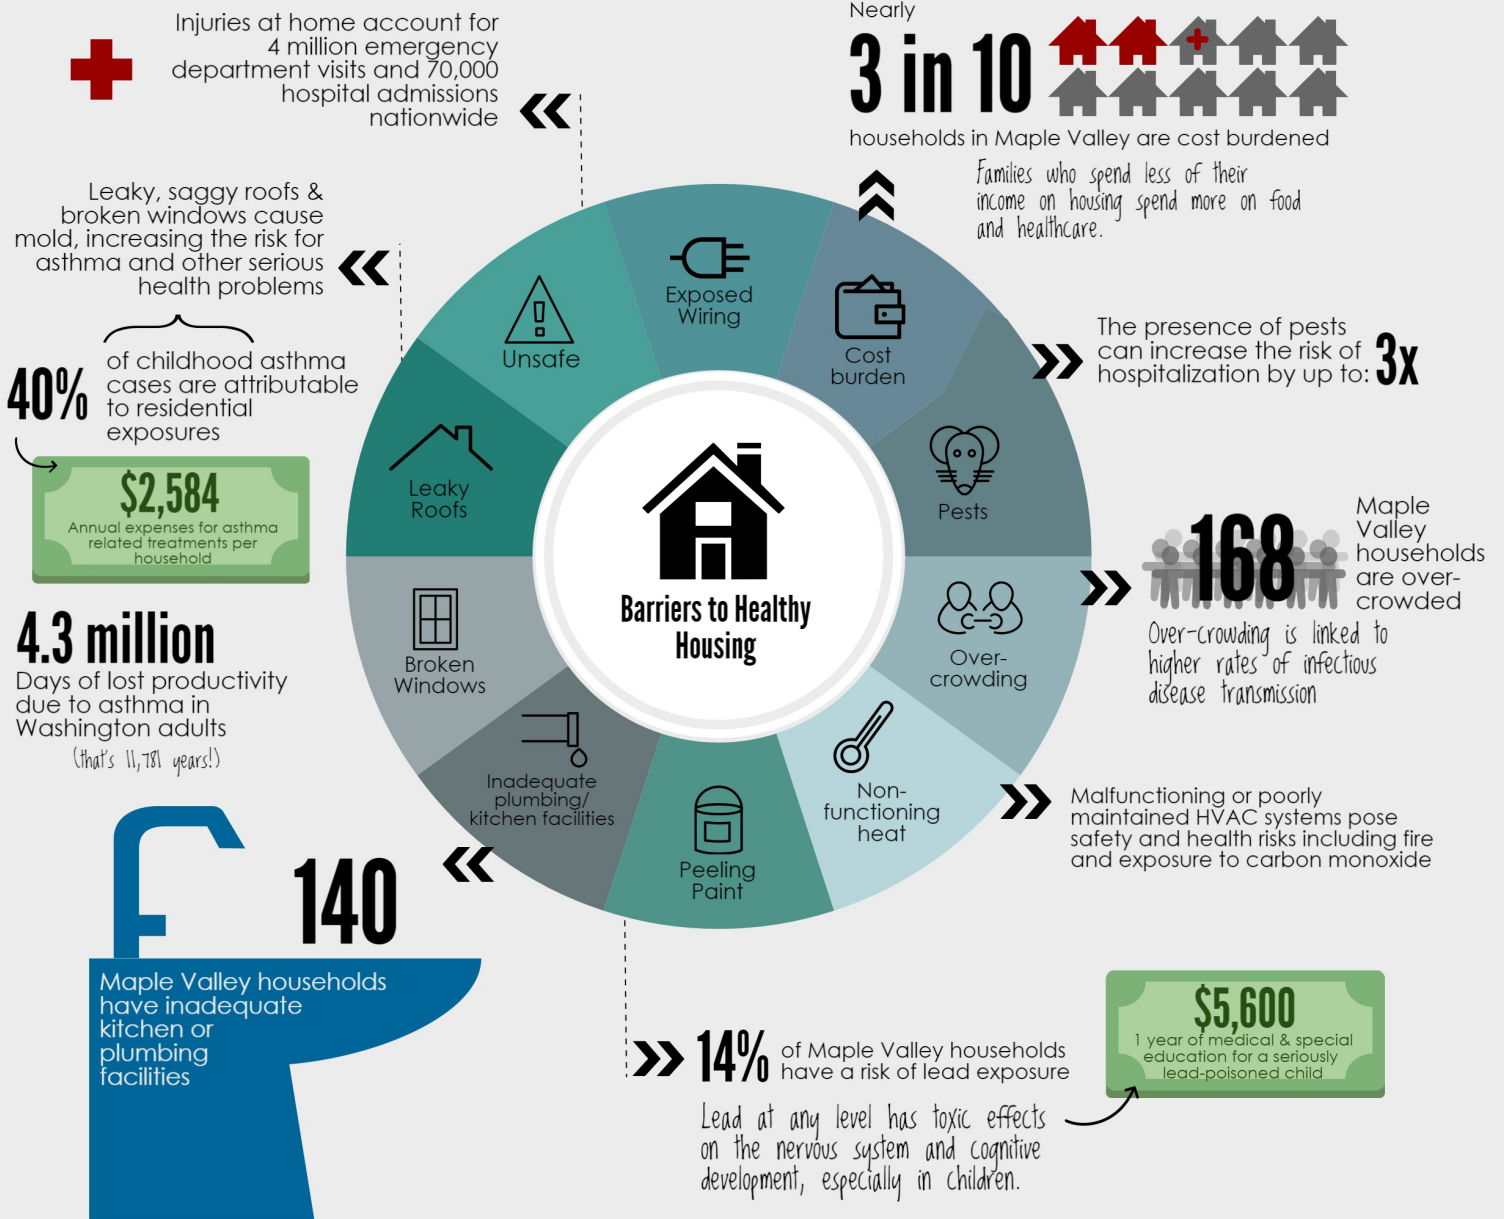 Injuries at home account for
4 million emergency
department visits and 70,000
hospital admissions
nationwide
Nearly
3 in 10
households in Maple Valley are cost burdened
Families who spend less of their
income on housing spend more on food
and healthcare.
Leaky, saggy roofs &
broken windows cause
mold, increasing the risk for
asthma and other serious
health problems
40%
of childhood asthma
cases are attributable
to residential
exposures
$2,584
Annual expenses for asthma
related treatments per
household
4.3 million
Days of lost productivity
due to asthma in
Washington adults
(that's 11,781 years!)
Exposed
Wiring
Cost
burden
Pests
Over-
crowding
Non-
functioning
heat
Peeling
Paint
Inadequate
plumbing/
kitchen facilities
Broken
Windows
Leaky
Roofs
Unsafe
Barriers to Healthy
Housing
The presence of pests
can increase the risk of
hospitalization by up to:
3x
168
Maple
Valley
households
are over-
crowded
Over-crowding is linked to
higher rates of infectious
disease transmission
Malfunctioning or poorly
maintained HVAC systems pose
safety and health risks including fire
and exposure to carbon monoxide
140
Maple Valley households
have inadequate
kitchen or
plumbing
facilities
14%
of Maple Valley households
have a risk of lead exposure
Lead at any level has toxic effects
on the nervous system and cognitive
development, especially in children.
$5,600
1 year of medical & special
education for a seriously
lead-poisoned child